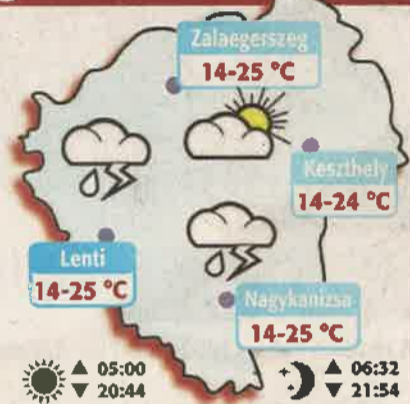 Zalaegerszeg
14-25 °C
Keszthely
14-24 °C
Lenti
14-25 °C
Nagykanizsa
14-25 °C
▲ 05:00
▼ 20:44
▲ 06:32
▼ 21:54